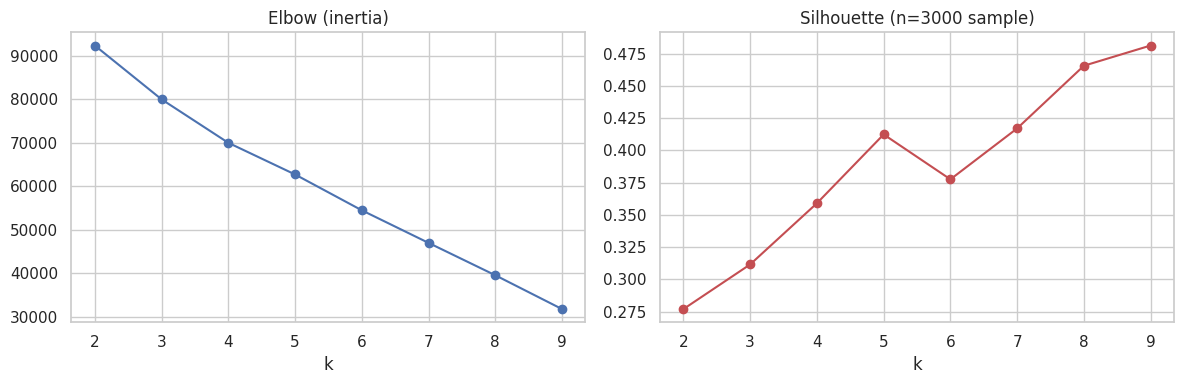 Elbow (inertia)
90000
80000
70000
60000
50000
40000
30000
2 3 4 5 6 7 8 9
k
Silhouette (n=3000 sample)
0.475
0.450
0.425
0.400
0.375
0.350
0.325
0.300
0.275
2 3 4 5 6 7 8 9
k